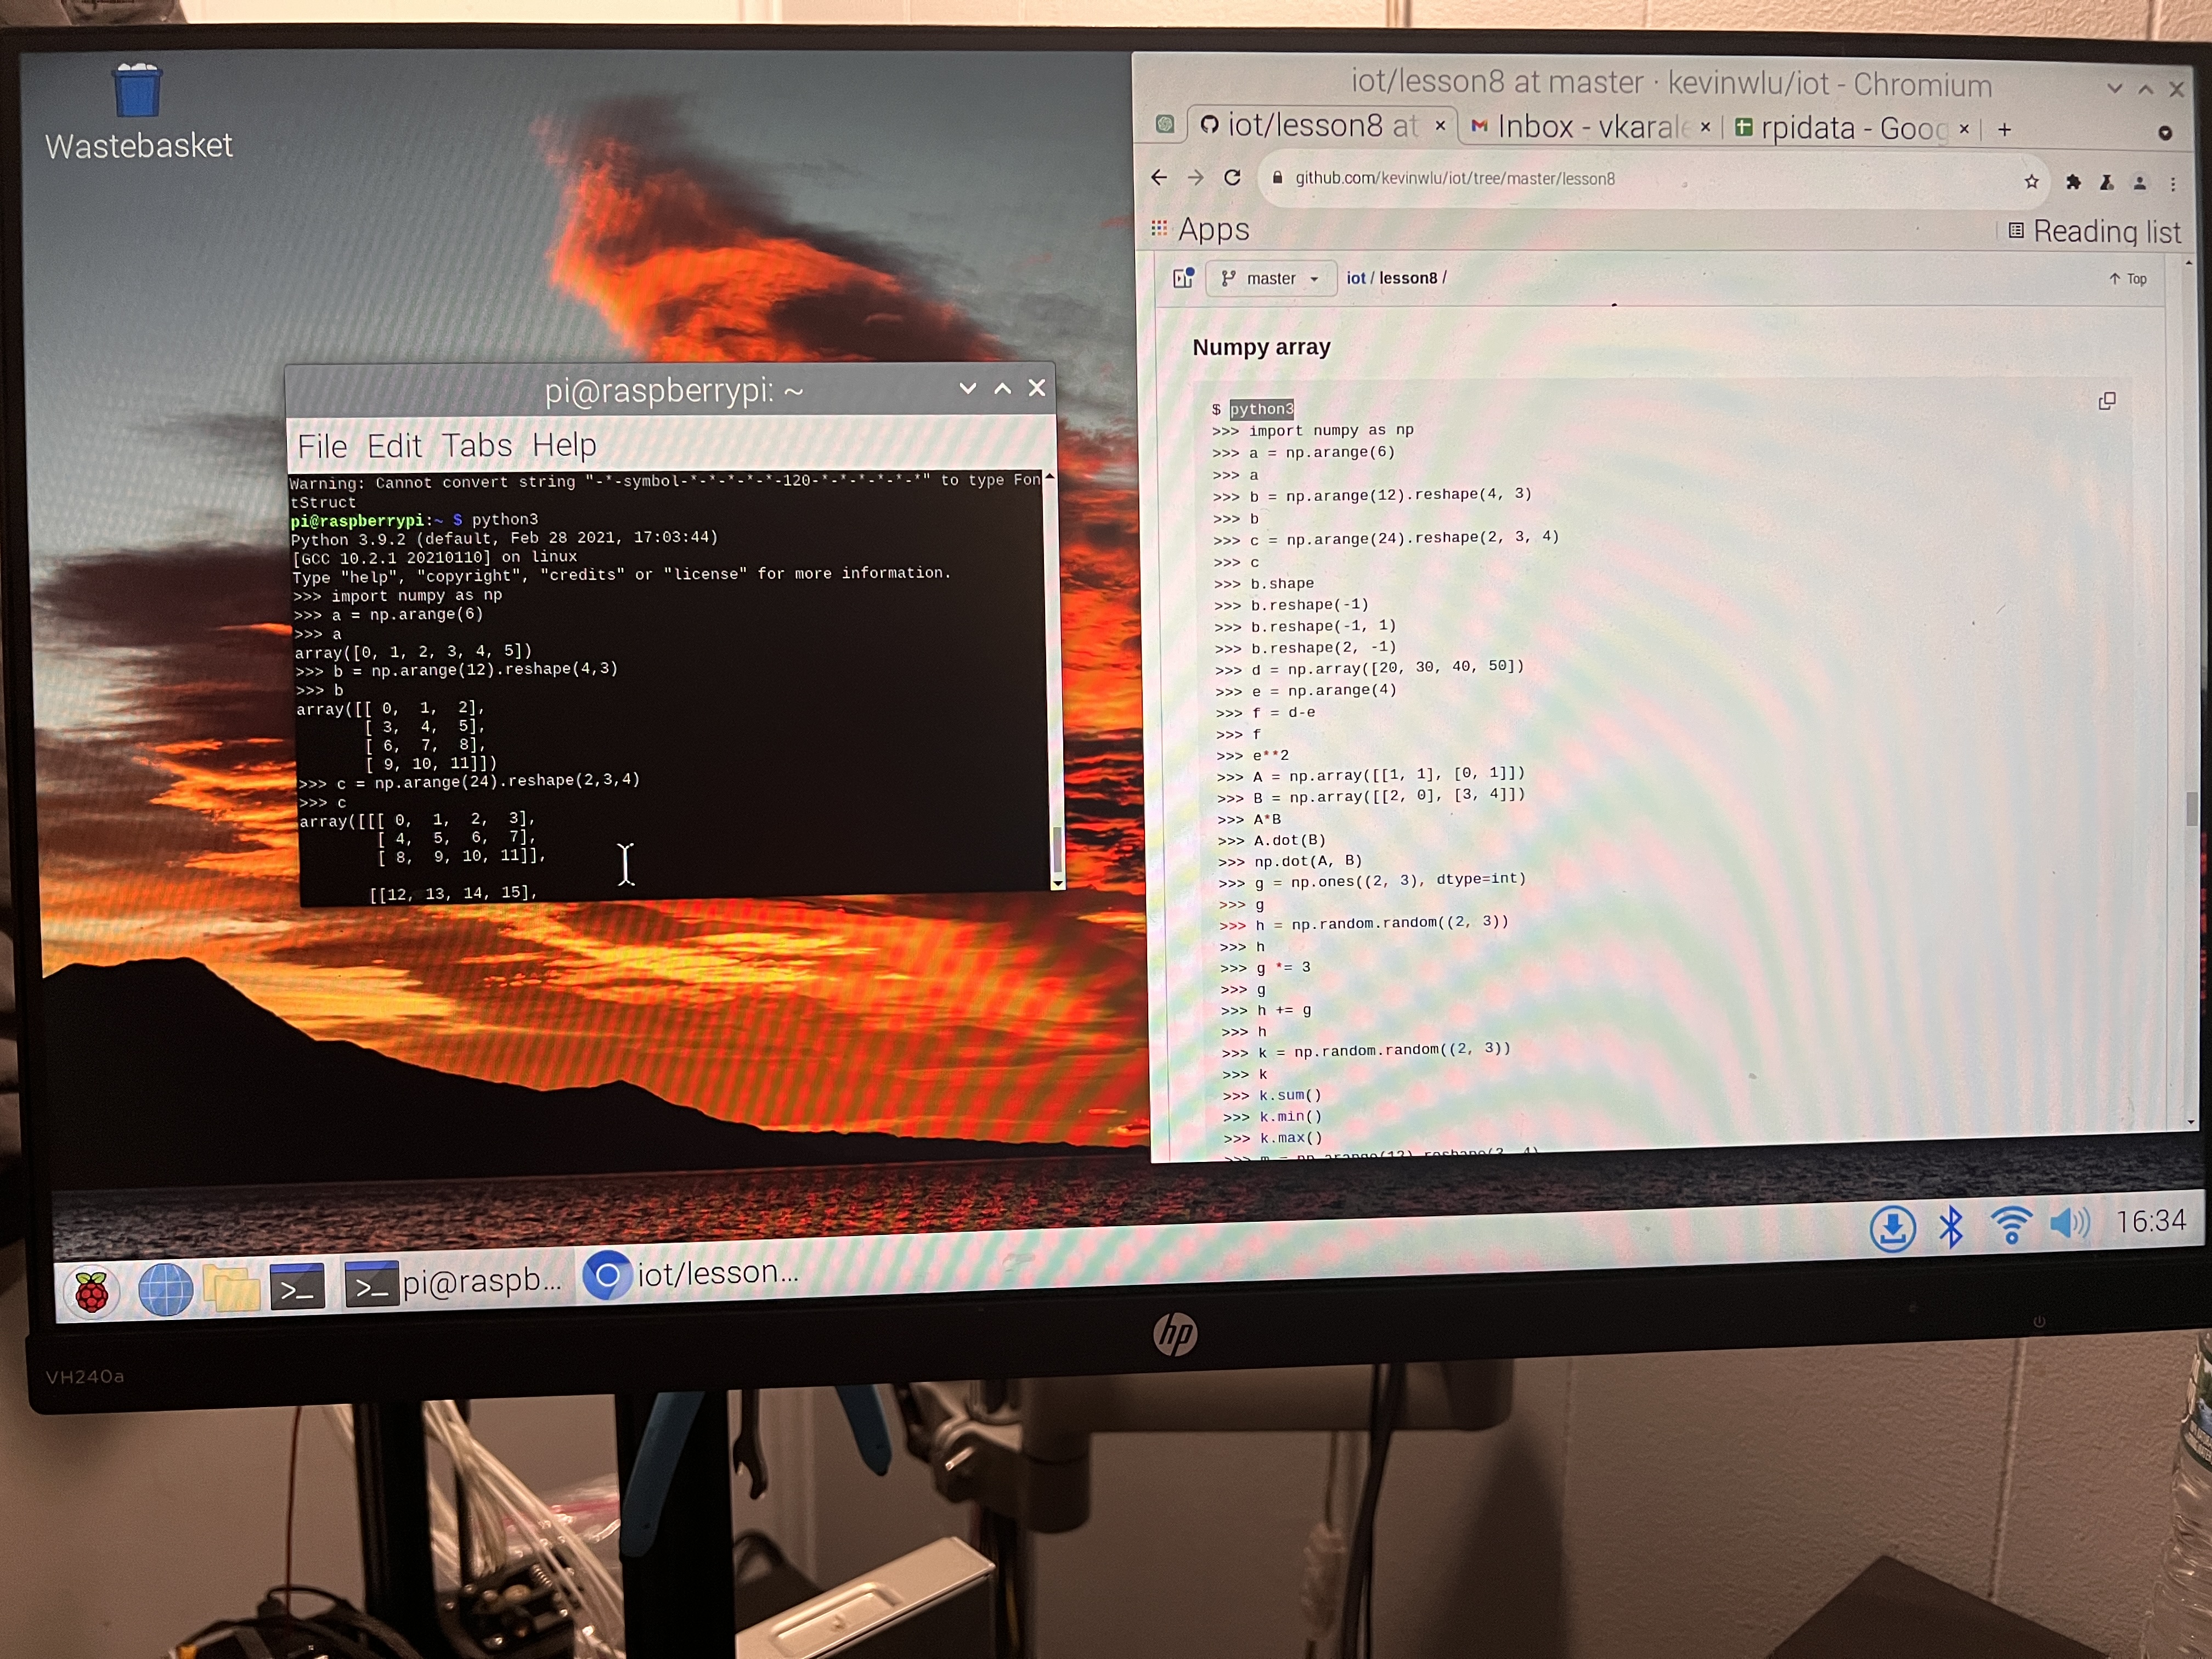 Wastebasket
pi@raspberrypi: ~
File Edit Tabs Help
Warning: Cannot convert string "-*-symbol-*-*-*-*-*-120-*-*-*-*-*-*" to type Fon
tStruct
pi@raspberrypi:~ $ python3
Python 3.9.2 (default, Feb 28 2021, 17:03:44)
[GCC 10.2.1 20210110] on linux
Type "help", "copyright", "credits" or "license" for more information.
>>> import numpy as np
>>> a = np.arange(6)
>>> a
array([0, 1, 2, 3, 4, 5])
>>> b = np.arange(12).reshape(4,3)
>>> b
array([[ 0,  1,  2],
       [ 3,  4,  5],
       [ 6,  7,  8],
       [ 9, 10, 11]])
>>> c = np.arange(24).reshape(2,3,4)
>>> c
array([[[ 0,  1,  2,  3],
        [ 4,  5,  6,  7],
        [ 8,  9, 10, 11]],
       [[12, 13, 14, 15],
iot/lesson8 at master · kevinwlu/iot - Chromium
iot/lesson8 at
Inbox - vkarale
rpidata - Goog
github.com/kevinwlu/iot/tree/master/lesson8
Apps
Reading list
master
iot / lesson8 /
↑ Top
Numpy array
$ python3
>>> import numpy as np
>>> a = np.arange(6)
>>> a
>>> b = np.arange(12).reshape(4, 3)
>>> b
>>> c = np.arange(24).reshape(2, 3, 4)
>>> c
>>> b.shape
>>> b.reshape(-1)
>>> b.reshape(-1, 1)
>>> b.reshape(2, -1)
>>> d = np.array([20, 30, 40, 50])
>>> e = np.arange(4)
>>> f = d-e
>>> f
>>> e**2
>>> A = np.array([[1, 1], [0, 1]])
>>> B = np.array([[2, 0], [3, 4]])
>>> A*B
>>> A.dot(B)
>>> np.dot(A, B)
>>> g = np.ones((2, 3), dtype=int)
>>> g
>>> h = np.random.random((2, 3))
>>> h
>>> g *= 3
>>> g
>>> h += g
>>> h
>>> k = np.random.random((2, 3))
>>> k
>>> k.sum()
>>> k.min()
>>> k.max()
>>> m = np.arange(12).reshape(3, 4)
pi@raspb...
iot/lesson...
16:34
hp
VH240a